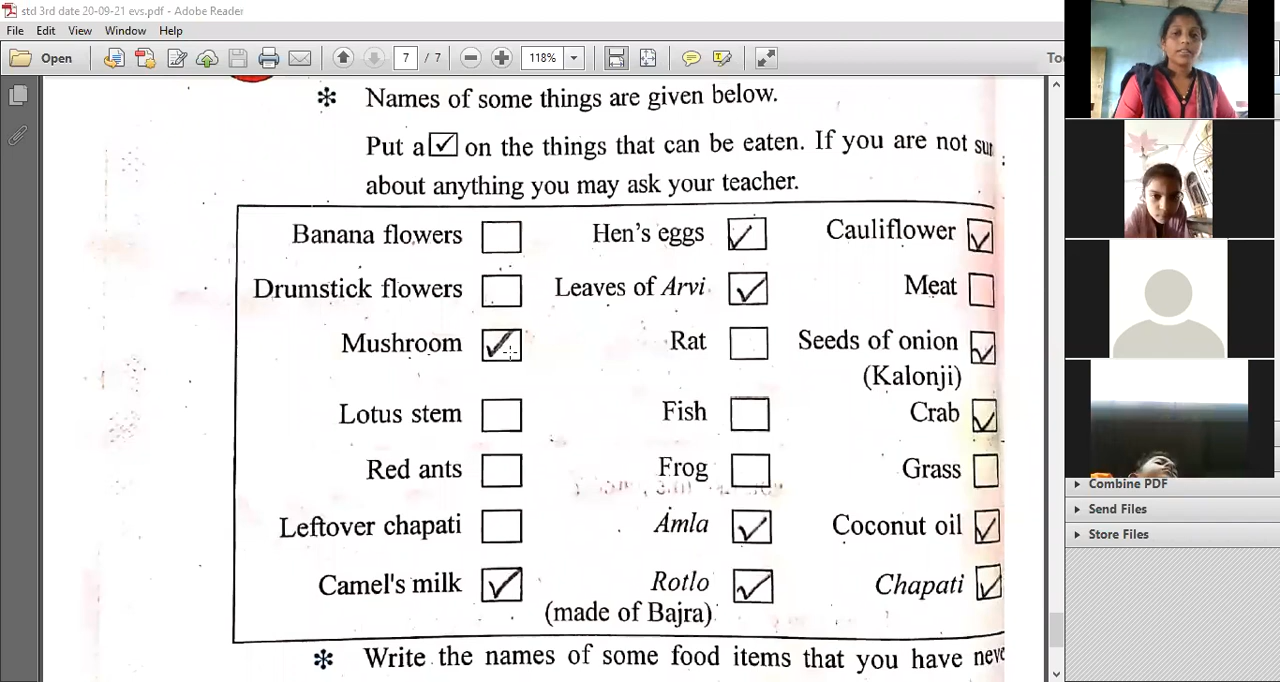 std 3rd date 20-09-21 evs.pdf - Adobe Reader
File Edit View Window Help
Open 7 / 7 118%
* Names of some things are given below.
Put a ☑ on the things that can be eaten. If you are not
about anything you may ask your teacher.
Banana flowers ☐ Hen's eggs ☑ Cauliflower ☑
Drumstick flowers ☐ Leaves of Arvi ☑ Meat ☐
Mushroom ☑ Rat ☐ Seeds of onion ☑
(Kalonji)
Lotus stem ☐ Fish ☐ Crab ☑
Red ants ☐ Frog ☐ Grass ☐
Leftover chapati ☐ Amla ☑ Coconut oil ☑
Camel's milk ☑ Rotlo ☑ Chapati ☑
(made of Bajra)
* Write the names of some food items that you have
Combine PDF
Send Files
Store Files